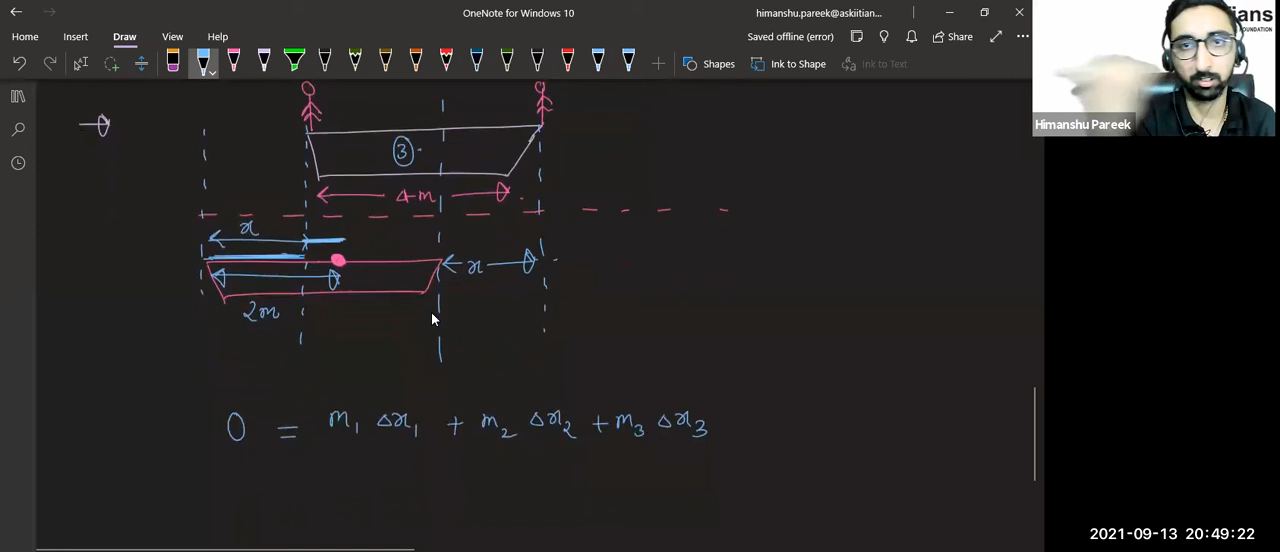 OneNote for Windows 10
himanshu.pareek@askiitian...
ians
FOUNDATION
Home Insert Draw View Help
Saved offline (error)
Share
Shapes
Ink to Shape
Ink to Text
Himanshu Pareek
3
4m
x
x
2m
0 = m₁ Δx₁ + m₂ Δx₂ + m₃ Δx₃
2021-09-13 20:49:22